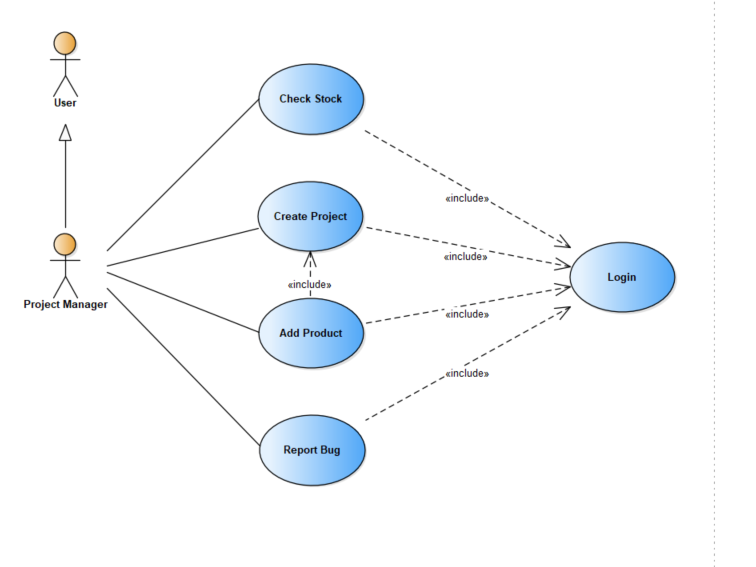 User
Check Stock
«include»
Create Project
«include»
Login
«include»
Project Manager
Add Product
«include»
«include»
Report Bug